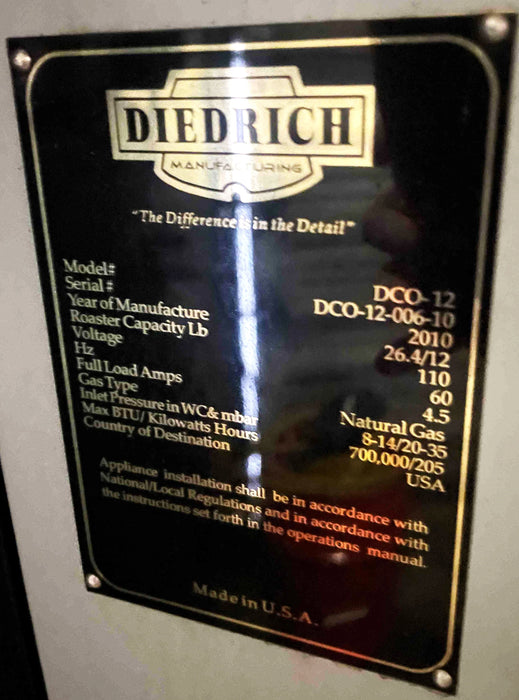 DIEDRICH
MANUFACTURING
"The Difference is in the Detail"
Model# DCO-12
Serial # DCO-12-006-10
Year of Manufacture 2010
Roaster Capacity Lb 26.4/12
Voltage 110
Hz 60
Full Load Amps 4.5
Gas Type Natural Gas
Inlet Pressure in WC& mbar 8-14/20-35
Max BTU/ Kilowatts Hours 700,000/205
Country of Destination USA
Appliance installation shall be in accordance with
National/Local Regulations and in accordance with
the instructions set forth in the operations manual.
Made in U.S.A.